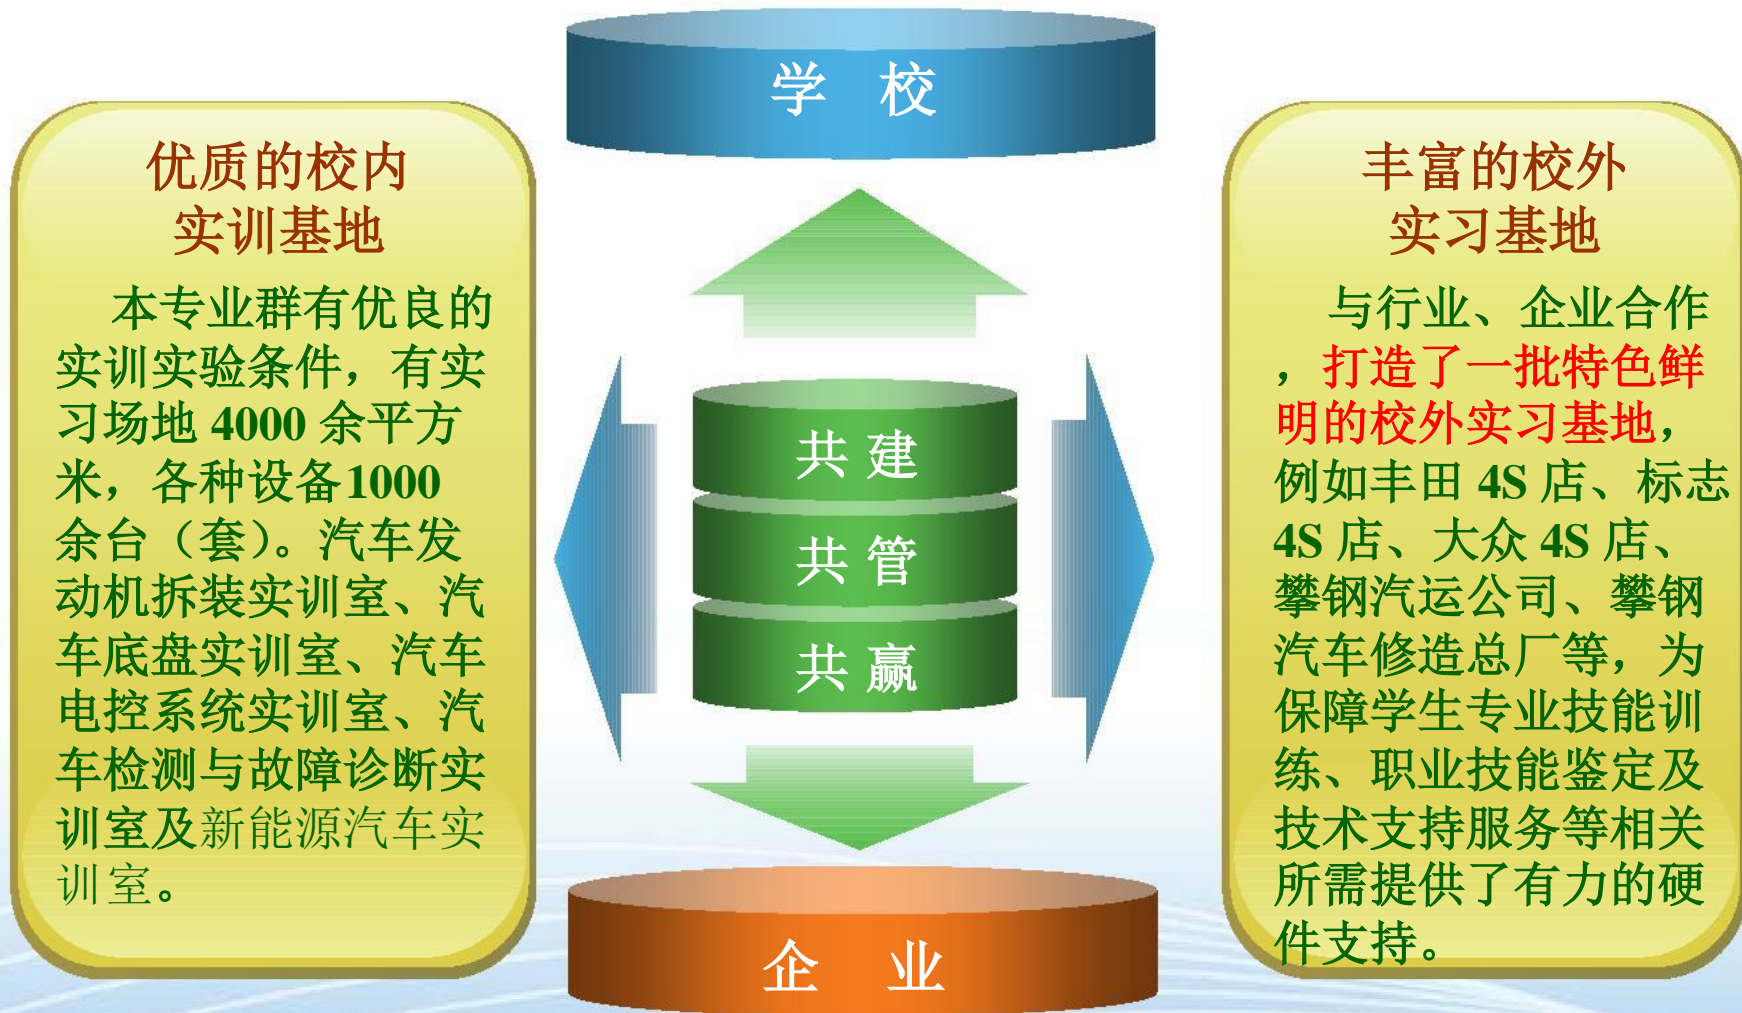 学 校
优质的校内
实训基地
本专业群有优良的
实训实验条件，有实
习场地 4000 余平方
米，各种设备1000
余台（套）。汽车发
动机拆装实训室、汽
车底盘实训室、汽车
电控系统实训室、汽
车检测与故障诊断实
训室及新能源汽车实
训室。
共 建
共 管
共 赢
丰富的校外
实习基地
与行业、企业合作
，打造了一批特色鲜
明的校外实习基地，
例如丰田 4S 店、标志
4S 店、大众 4S 店、
攀钢汽运公司、攀钢
汽车修造总厂等，为
保障学生专业技能训
练、职业技能鉴定及
技术支持服务等相关
所需提供了有力的硬
件支持。
企 业